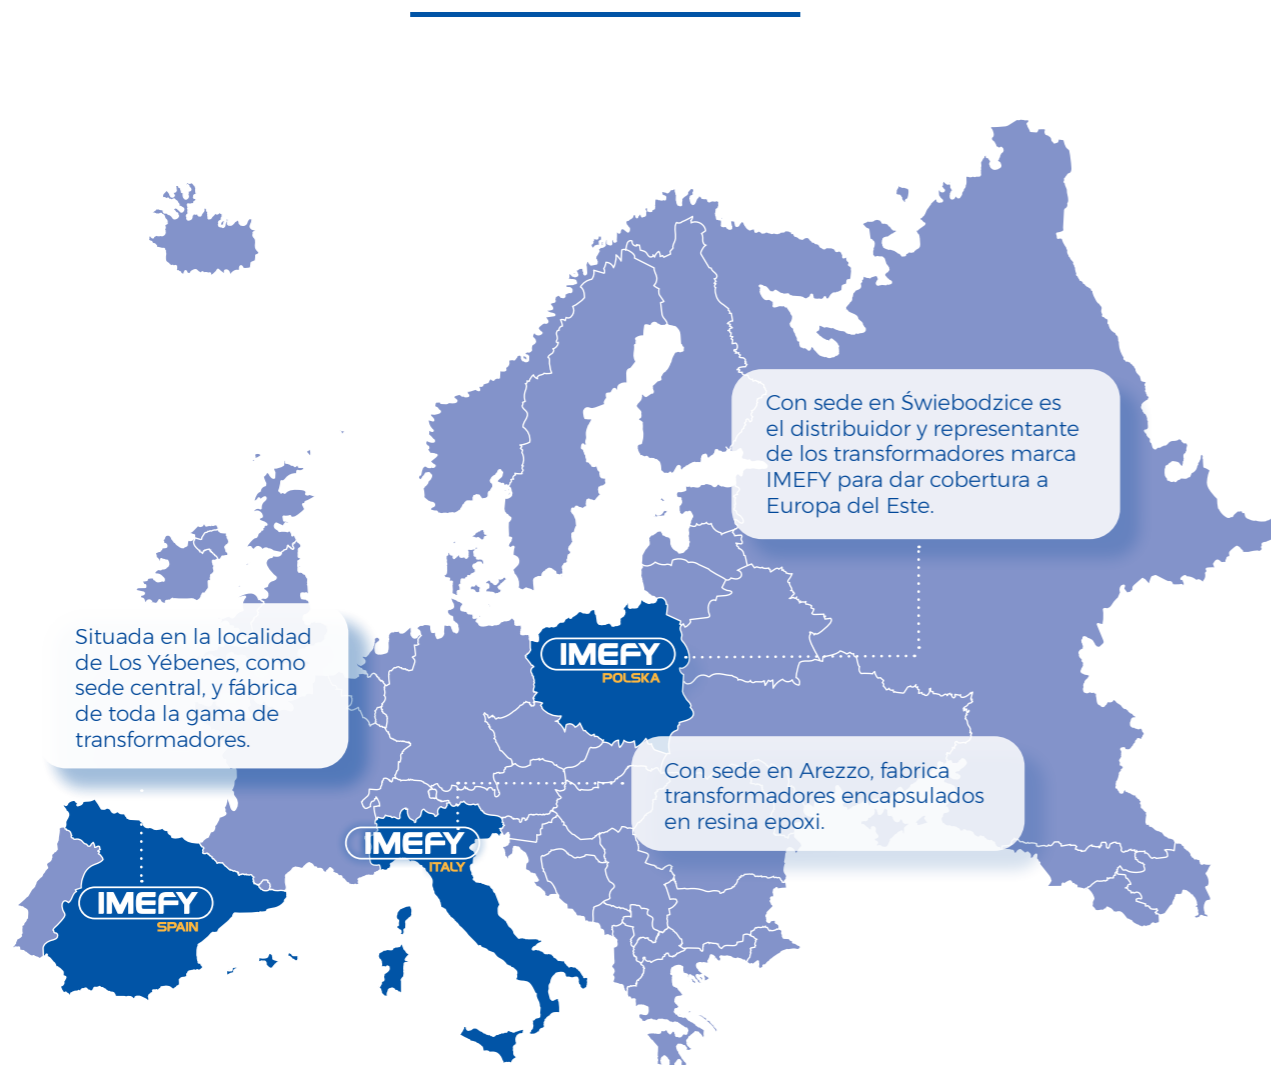 Con sede en Świebodzice es
el distribuidor y representante
de los transformadores marca
IMEFY para dar cobertura a
Europa del Este.
Situada en la localidad
de Los Yébenes, como
sede central, y fábrica
de toda la gama de
transformadores.
IMEFY
POLSKA
Con sede en Arezzo, fabrica
transformadores encapsulados
en resina epoxi.
IMEFY
ITALY
IMEFY
SPAIN